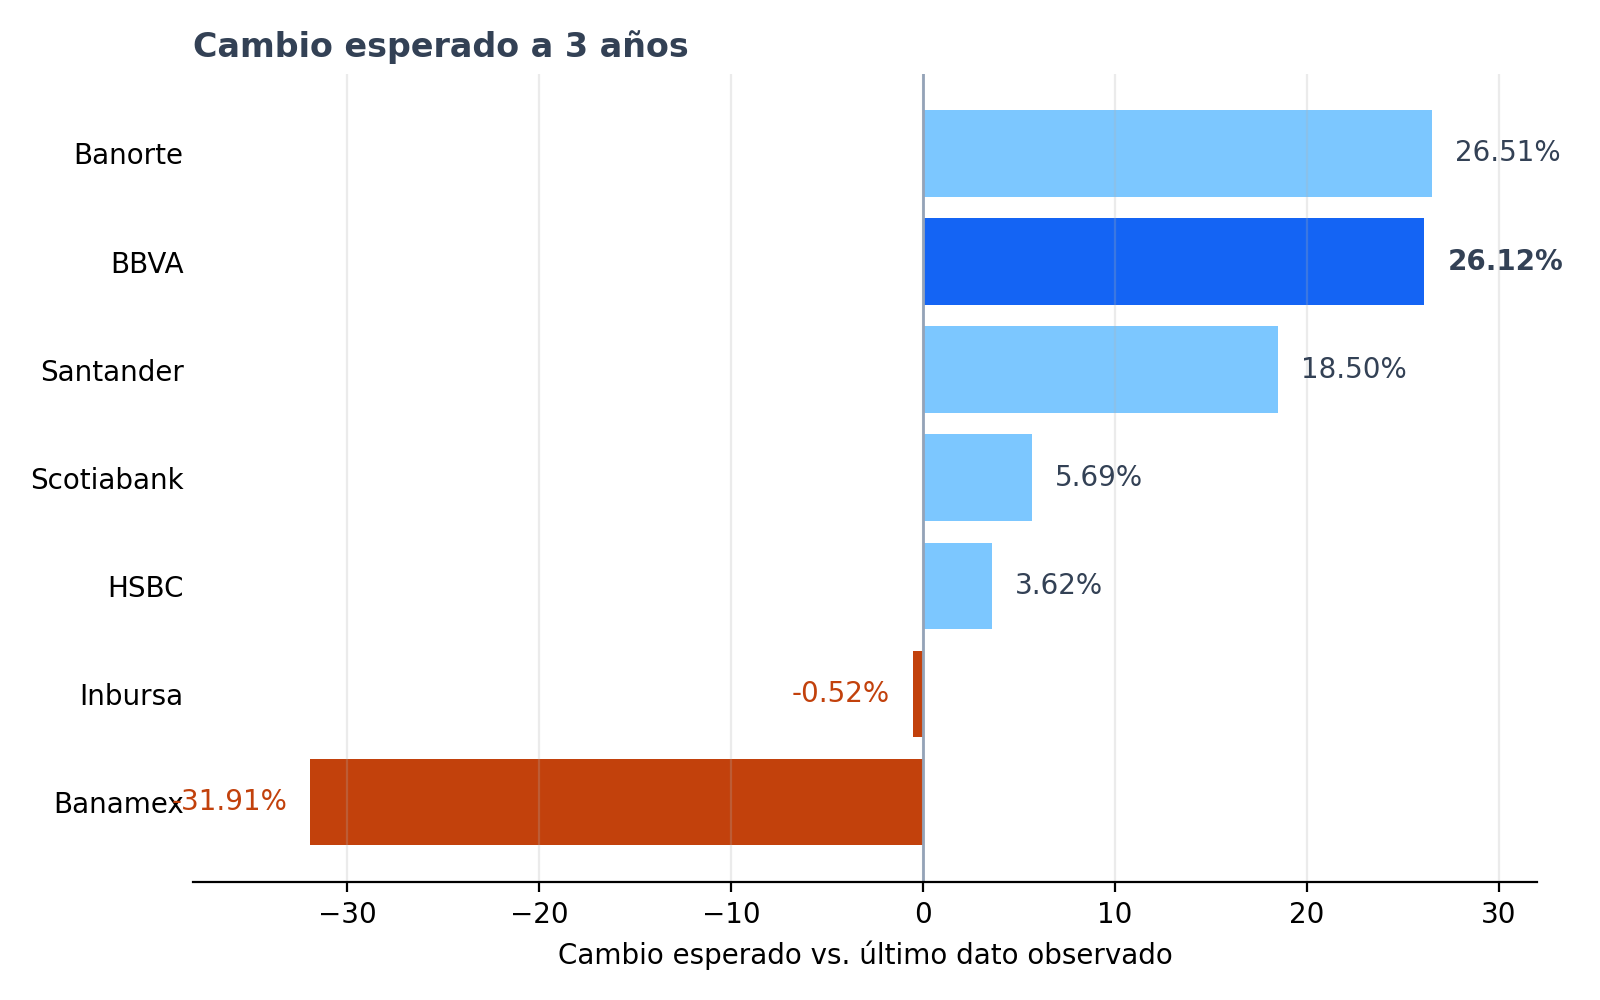 Cambio esperado a 3 años
Banorte 26.51%
BBVA 26.12%
Santander 18.50%
Scotiabank 5.69%
HSBC 3.62%
Inbursa -0.52%
Banamex -31.91%
−30 −20 −10 0 10 20 30
Cambio esperado vs. último dato observado